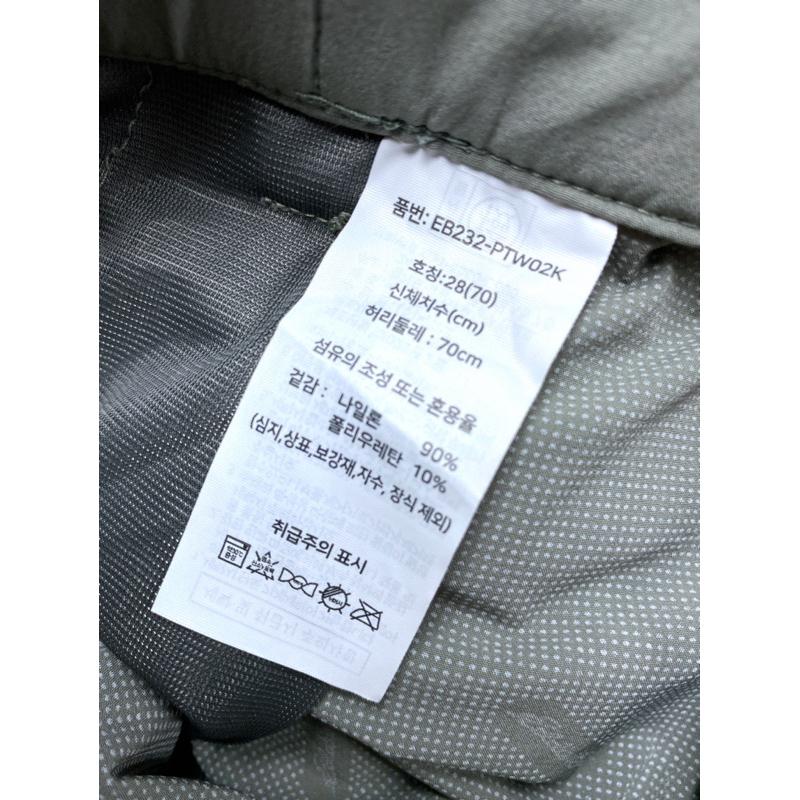 품번: EB232-PTW02K
호칭:28(70)
신체치수(cm)
허리둘레 : 70cm
섬유의 조성 또는 혼용율
겉감 : 나일론 90%
폴리우레탄 10%
(심지,상표,보강재,자수, 장식 제외)
취급주의 표시